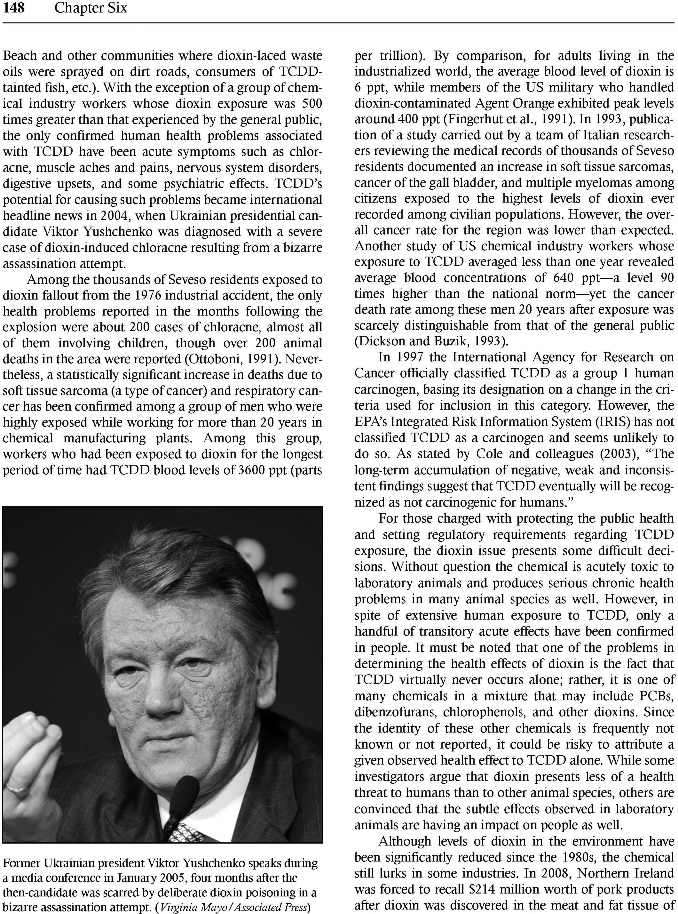 148 Chapter Six
Beach and other communities where dioxin-laced waste
oils were sprayed on dirt roads, consumers of TCDD-
tainted fish, etc.). With the exception of a group of chem-
ical industry workers whose dioxin exposure was 500
times greater than that experienced by the general public,
the only confirmed human health problems associated
with TCDD have been acute symptoms such as chlor-
acne, muscle aches and pains, nervous system disorders,
digestive upsets, and some psychiatric effects. TCDD's
potential for causing such problems became international
headline news in 2004, when Ukrainian presidential can-
didate Viktor Yushchenko was diagnosed with a severe
case of dioxin-induced chloracne resulting from a bizarre
assassination attempt.
Among the thousands of Seveso residents exposed to
dioxin fallout from the 1976 industrial accident, the only
health problems reported in the months following the
explosion were about 200 cases of chloracne, almost all
of them involving children, though over 200 animal
deaths in the area were reported (Ottoboni, 1991). Never-
theless, a statistically significant increase in deaths due to
soft tissue sarcoma (a type of cancer) and respiratory can-
cer has been confirmed among a group of men who were
highly exposed while working for more than 20 years in
chemical manufacturing plants. Among this group,
workers who had been exposed to dioxin for the longest
period of time had TCDD blood levels of 3600 ppt (parts
Former Ukrainian president Viktor Yushchenko speaks during
a media conference in January 2005, four months after the
then-candidate was scarred by deliberate dioxin poisoning in a
bizarre assassination attempt. (Virginia Mayo/Associated Press)
per trillion). By comparison, for adults living in the
industrialized world, the average blood level of dioxin is
6 ppt, while members of the US military who handled
dioxin-contaminated Agent Orange exhibited peak levels
around 400 ppt (Fingerhut et al., 1991). In 1993, publica-
tion of a study carried out by a team of Italian research-
ers reviewing the medical records of thousands of Seveso
residents documented an increase in soft tissue sarcomas,
cancer of the gall bladder, and multiple myelomas among
citizens exposed to the highest levels of dioxin ever
recorded among civilian populations. However, the over-
all cancer rate for the region was lower than expected.
Another study of US chemical industry workers whose
exposure to TCDD averaged less than one year revealed
average blood concentrations of 640 ppt—a level 90
times higher than the national norm—yet the cancer
death rate among these men 20 years after exposure was
scarcely distinguishable from that of the general public
(Dickson and Buzik, 1993).
In 1997 the International Agency for Research on
Cancer officially classified TCDD as a group 1 human
carcinogen, basing its designation on a change in the cri-
teria used for inclusion in this category. However, the
EPA's Integrated Risk Information System (IRIS) has not
classified TCDD as a carcinogen and seems unlikely to
do so. As stated by Cole and colleagues (2003), "The
long-term accumulation of negative, weak and inconsis-
tent findings suggest that TCDD eventually will be recog-
nized as not carcinogenic for humans."
For those charged with protecting the public health
and setting regulatory requirements regarding TCDD
exposure, the dioxin issue presents some difficult deci-
sions. Without question the chemical is acutely toxic to
laboratory animals and produces serious chronic health
problems in many animal species as well. However, in
spite of extensive human exposure to TCDD, only a
handful of transitory acute effects have been confirmed
in people. It must be noted that one of the problems in
determining the health effects of dioxin is the fact that
TCDD virtually never occurs alone; rather, it is one of
many chemicals in a mixture that may include PCBs,
dibenzofurans, chlorophenols, and other dioxins. Since
the identity of these other chemicals is frequently not
known or not reported, it could be risky to attribute a
given observed health effect to TCDD alone. While some
investigators argue that dioxin presents less of a health
threat to humans than to other animal species, others are
convinced that the subtle effects observed in laboratory
animals are having an impact on people as well.
Although levels of dioxin in the environment have
been significantly reduced since the 1980s, the chemical
still lurks in some industries. In 2008, Northern Ireland
was forced to recall $214 million worth of pork products
after dioxin was discovered in the meat and fat tissue of